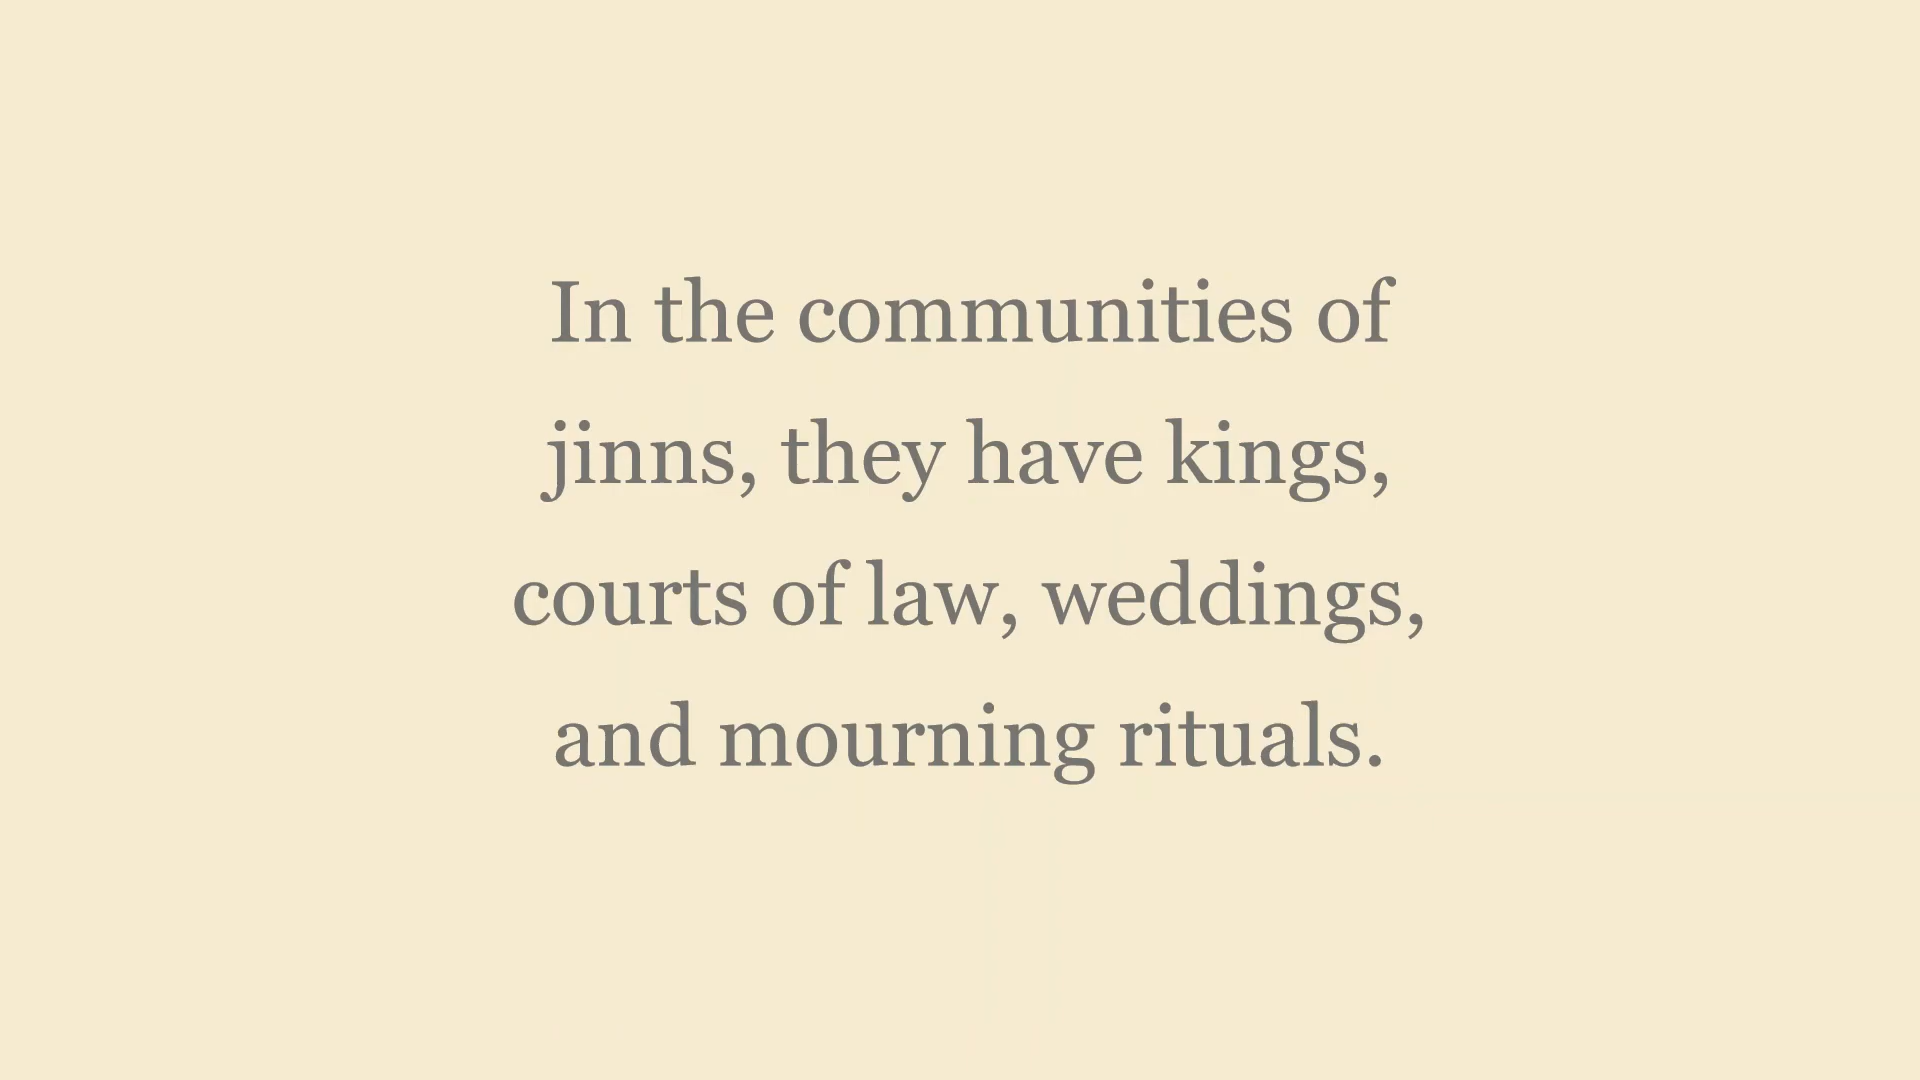 In the communities of
jinns, they have kings,
courts of law, weddings,
and mourning rituals.